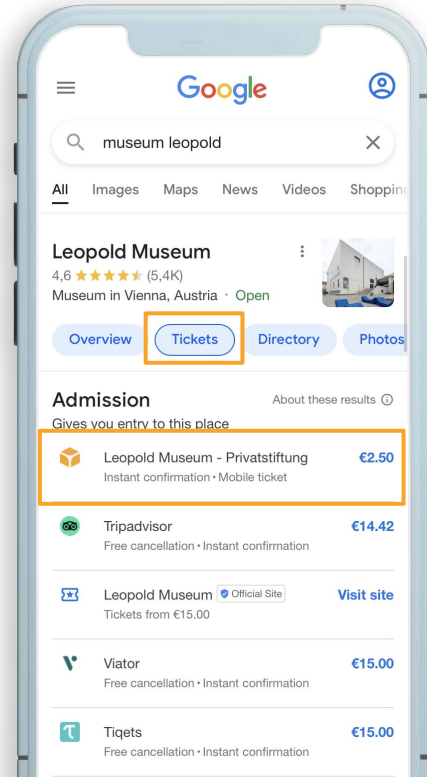 Google
museum leopold
All Images Maps News Videos Shopping
Leopold Museum
4,6 ★★★★★ (5,4K)
Museum in Vienna, Austria · Open
Overview Tickets Directory Photos
Admission About these results
Gives you entry to this place
Leopold Museum - Privatstiftung €2.50
Instant confirmation • Mobile ticket
Tripadvisor €14.42
Free cancellation • Instant confirmation
Leopold Museum Official Site Visit site
Tickets from €15.00
Viator €15.00
Free cancellation • Instant confirmation
Tiqets €15.00
Free cancellation • Instant confirmation